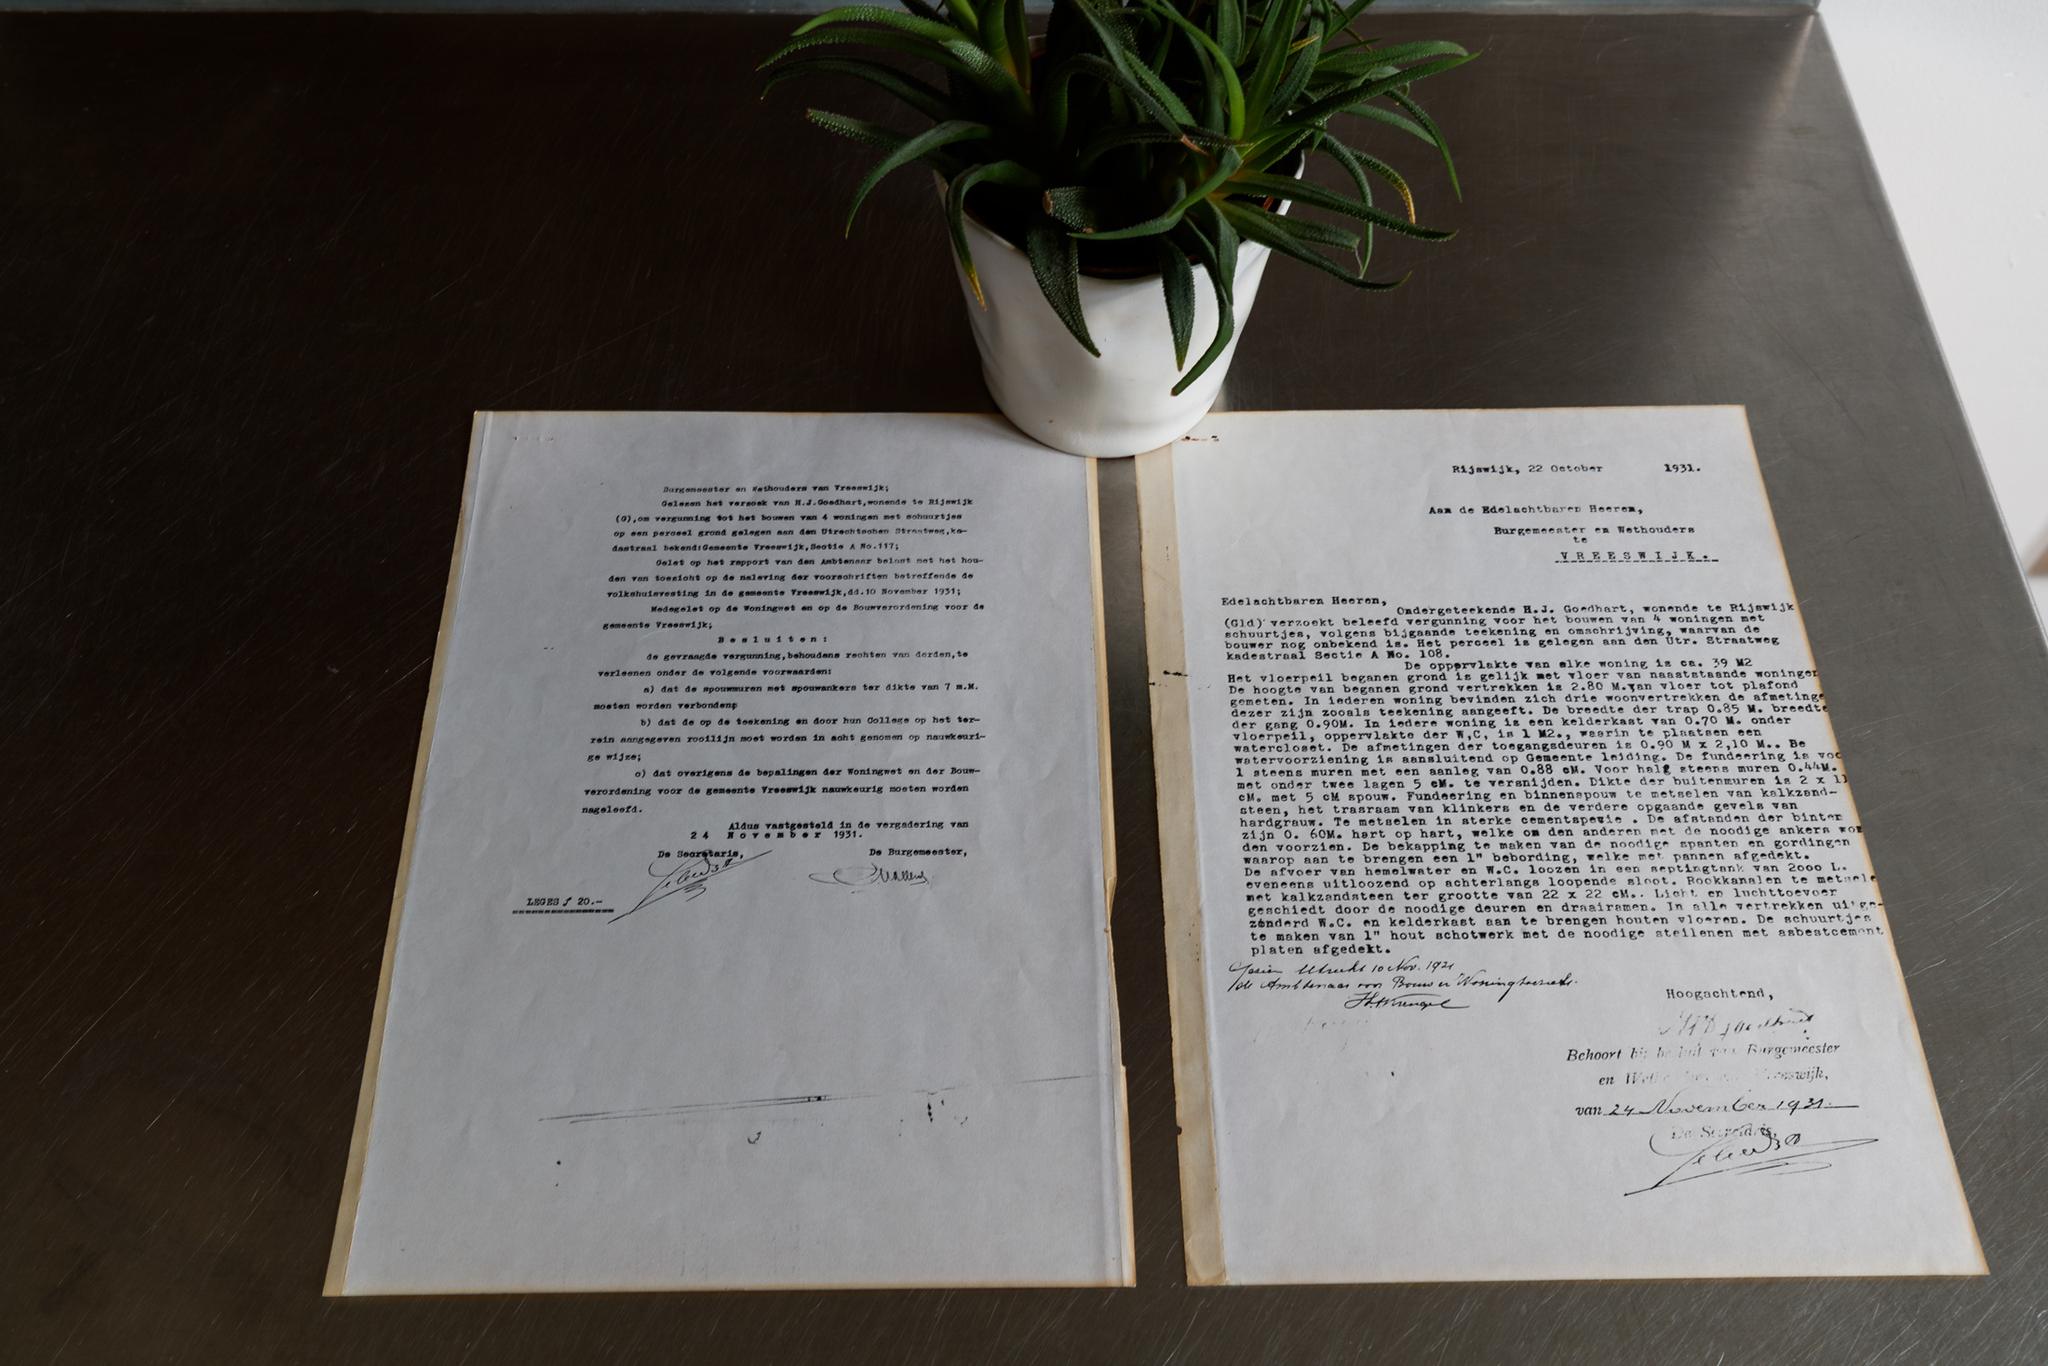 Burgemeester en Wethouders van Vreeswijk;
Gelezen het verzoek van H.J.Goedhart,wonende te Rijswijk
(G),om vergunning tot het bouwen van 4 woningen met schuurtjes
op een perceel grond gelegen aan den Utrechtschen Straatweg,ka-
dastraal bekend:Gemeente Vreeswijk,Sectie A No.117;
Gelet op het rapport van den Ambtenaar belast met het hou-
den van toezicht op de naleving der voorschriften betreffende de
volkshuisvesting in de gemeente Vreeswijk,dd.10 November 1931;
Medegelet op de Woningwet en op de Bouwverordening voor de
gemeente Vreeswijk;
Besluiten:
de gevraagde vergunning,behoudens rechten van derden,te
verleenen onder de volgende voorwaarden:
a) dat de spouwmuren met spouwankers ter dikte van 7 m.M.
moeten worden verbonden;
b) dat de op de teekening en door hun College op het ter-
rein aangegeven rooilijn moet worden in acht genomen op nauwkeuri-
ge wijze;
c) dat overigens de bepalingen der Woningwet en der Bouw-
verordening voor de gemeente Vreeswijk nauwkeurig moeten worden
nageleefd.
Aldus vastgesteld in de vergadering van
24 November 1931.
De Secretaris, De Burgemeester,
LEGES ƒ 20.-
Rijswijk, 22 October 1931.
Aan de Edelachtbaren Heeren,
Burgemeester en Wethouders
te
VREESWIJK.
Edelachtbaren Heeren,
Ondergeteekende H.J. Goedhart, wonende te Rijswijk
(Gld) verzoekt beleefd vergunning voor het bouwen van 4 woningen met
schuurtjes, volgens bijgaande teekening en omschrijving, waarvan de
bouwer nog onbekend is. Het perceel is gelegen aan den Utr. Straatweg
kadestraal Sectie A No. 108.
De oppervlakte van elke woning is ca. 39 M2
Het vloerpeil beganen grond is gelijk met vloer van naaststaande woningen
De hoogte van beganen grond vertrekken is 2.80 M.van vloer tot plafond
gemeten. In iederen woning bevinden zich drie woonvertrekken de afmetinge
dezer zijn zooals teekening aangeeft. De breedte der trap 0.85 M. breedte
der gang 0.90M. In iedere woning is een kelderkast van 0.70 M. onder
vloerpeil, oppervlakte der W,C, is 1 M2., waarin te plaatsen een
watercloset. De afmetingen der toegangsdeuren is 0.90 M x 2,10 M.. De
watervoorziening is aansluitend op Gemeente leiding. De fundeering is voo
1 steens muren met een aanleg van 0.88 cM. Voor half steens muren 0.44M.
met onder twee lagen 5 cM. te versnijden. Dikte der buitenmuren is 2 x 11
cM. met 5 cM spouw. Fundeering en binnenspouw te metselen van kalkzand-
steen, het trasraam van klinkers en de verdere opgaande gevels van
hardgrauw. Te metselen in sterke cementspezie . De afstanden der binten
zijn 0. 60M. hart op hart, welke om den anderen met de noodige ankers wor
den voorzien. De bekapping te maken van de noodige spanten en gordingen
waarop aan te brengen een 1" bebording, welke met pannen afgedekt.
De afvoer van hemelwater en W.C. loozen in een septingtank van 2ooo L.
eveneens uitloozend op achterlangs loopende sloot. Rookkanalen te metsele
met kalkzandsteen ter grootte van 22 x 22 cM.. Licht en luchttoevoer
geschiedt door de noodige deuren en draairamen. In alle vertrekken uitge-
zonderd W.C. en kelderkast aan te brengen houten vloeren. De schuurtjes
te maken van 1" hout schotwerk met de noodige steilenen met asbestcement
platen afgedekt.
Gezien Utrecht 10 Nov. 1931
de Ambtenaar voor Bouw en Woningtoezicht.
Hoogachtend,
HJ Goedhart
Behoort bij besluit van Burgemeester
en Wethouders van Vreeswijk,
van 24 November 1931.
De Secretaris,